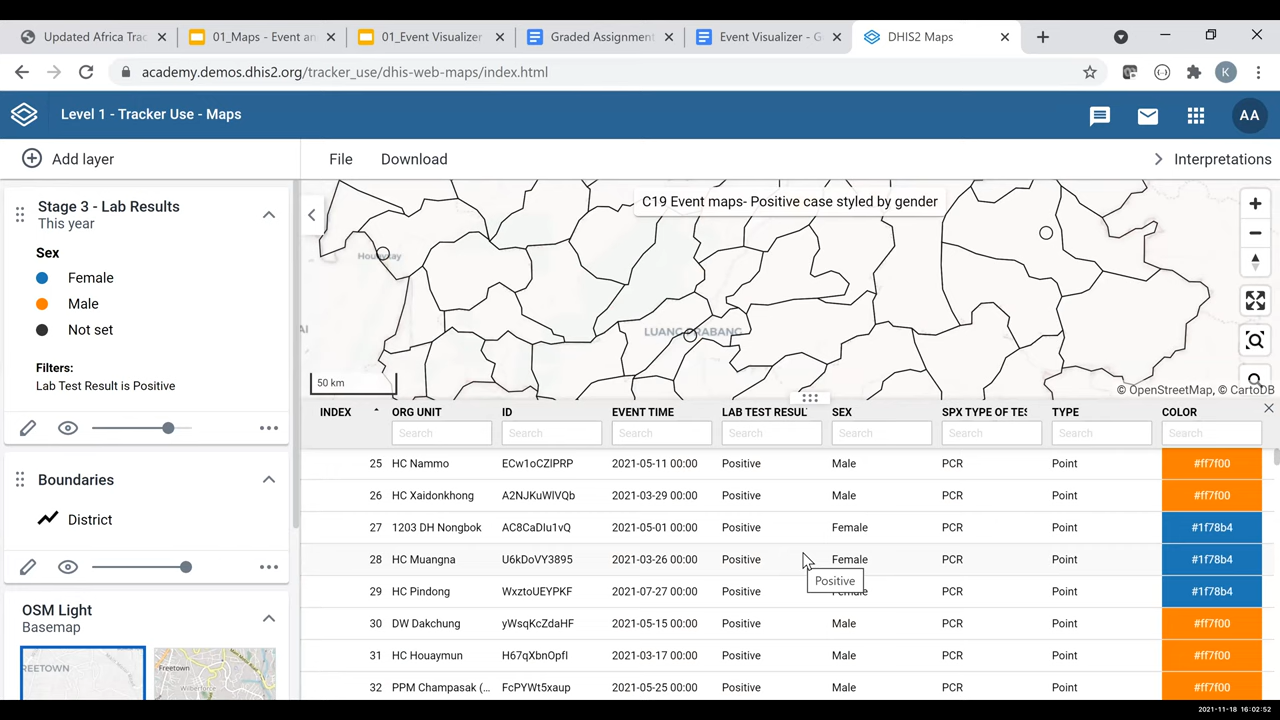 Updated Africa Trac
01_Maps - Event an
01_Event Visualizer
Graded Assignment
Event Visualizer - G
DHIS2 Maps
academy.demos.dhis2.org/tracker_use/dhis-web-maps/index.html
K
Level 1 - Tracker Use - Maps
AA
Add layer
File
Download
Interpretations
Stage 3 - Lab Results
This year
Sex
Female
Male
Not set
Filters:
Lab Test Result is Positive
Boundaries
District
OSM Light
Basemap
REETOWN
Freetown
C19 Event maps- Positive case styled by gender
LUANG PRABANG
50 km
© OpenStreetMap, © CartoDB
INDEX ORG UNIT ID EVENT TIME LAB TEST RESUL SEX SPX TYPE OF TES TYPE COLOR
Search Search Search Search Search Search Search Search
25 HC Nammo ECw1oCZIPRP 2021-05-11 00:00 Positive Male PCR Point #ff7f00
26 HC Xaidonkhong A2NJKuWlVQb 2021-03-29 00:00 Positive Male PCR Point #ff7f00
27 1203 DH Nongbok AC8CaDIu1vQ 2021-05-01 00:00 Positive Female PCR Point #1f78b4
28 HC Muangna U6kDoVY3895 2021-03-26 00:00 Positive Female PCR Point #1f78b4
29 HC Pindong WxztoUEYPKF 2021-07-27 00:00 Positive Female PCR Point #1f78b4
30 DW Dakchung yWsqKcZdaHF 2021-05-15 00:00 Positive Male PCR Point #ff7f00
31 HC Houaymun H67qXbnOpfI 2021-03-17 00:00 Positive Male PCR Point #ff7f00
32 PPM Champasak (... FcPYWt5xaup 2021-05-25 00:00 Positive Male PCR Point #ff7f00
Positive
2021-11-18 16:02:52